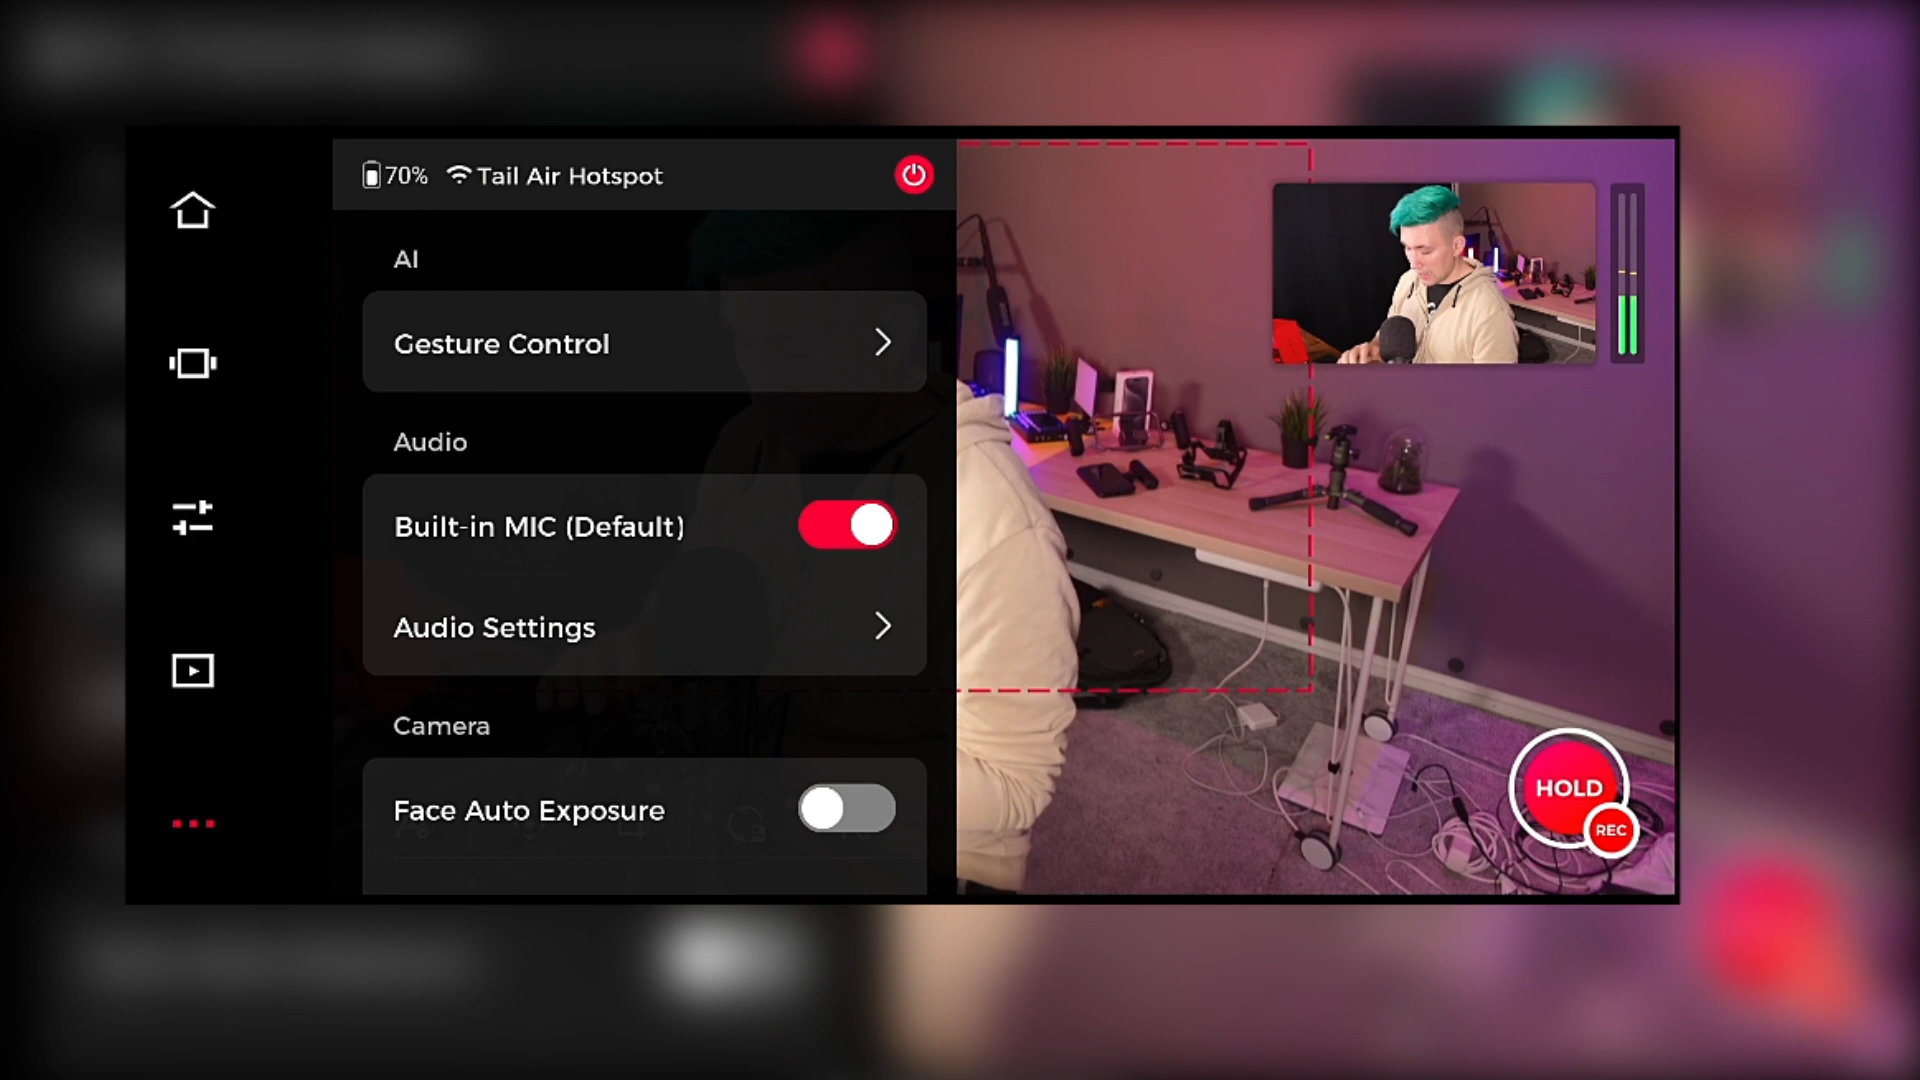 70% Tail Air Hotspot
AI
Gesture Control
Audio
Built-in MIC (Default)
Audio Settings
Camera
Face Auto Exposure
HOLD
REC